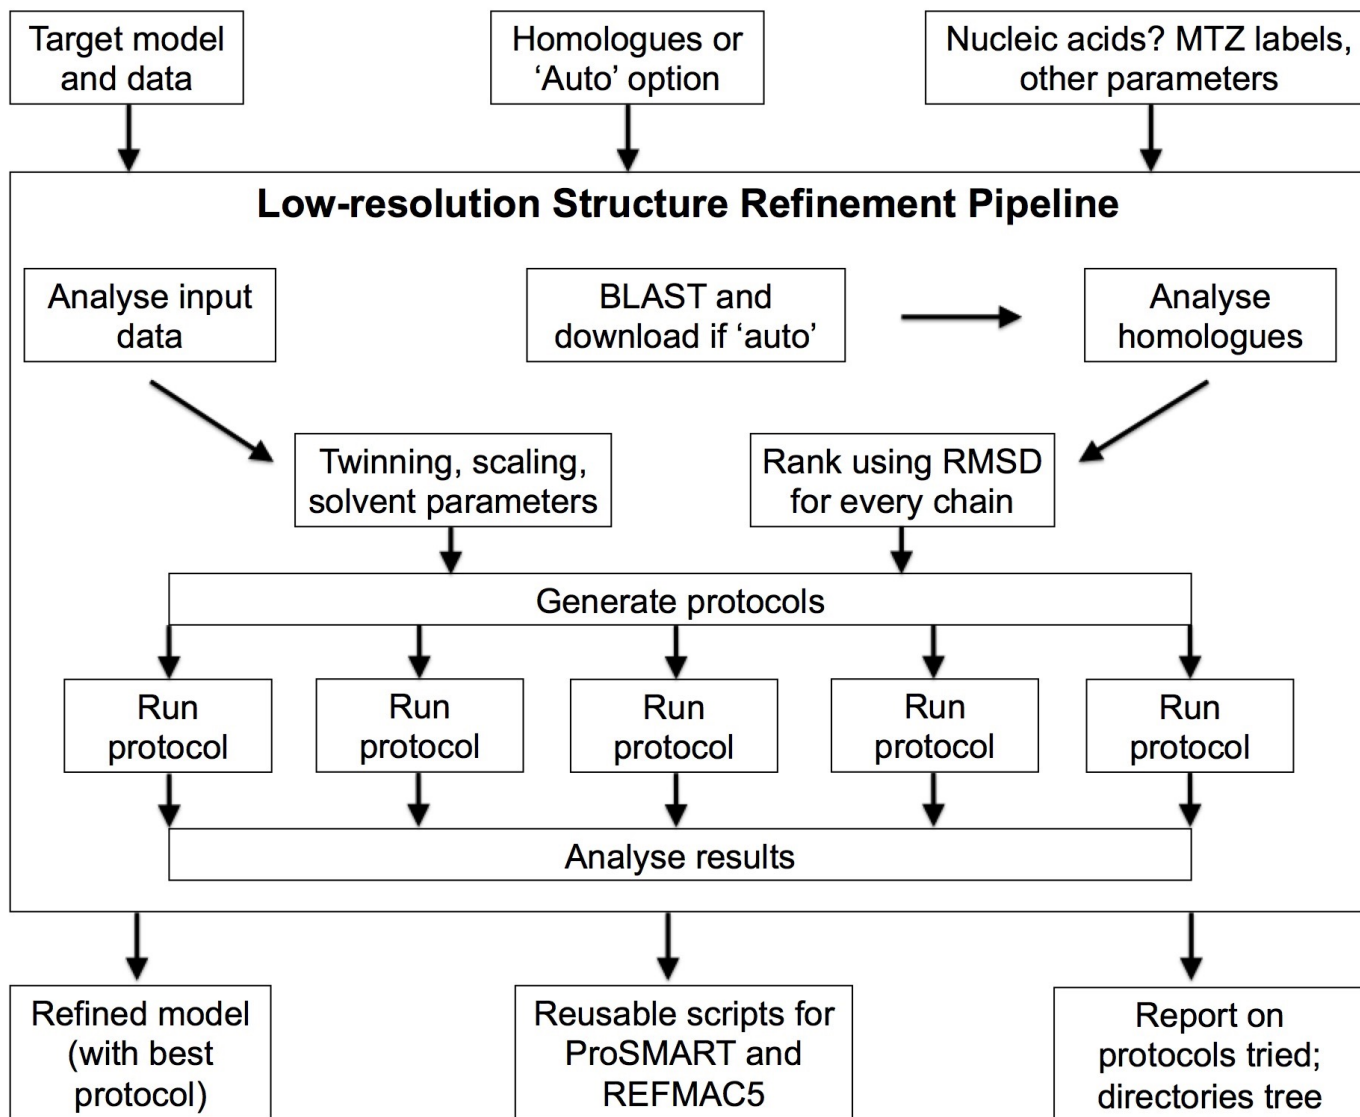 Target model
and data
Homologues or
‘Auto’ option
Nucleic acids? MTZ labels,
other parameters
Low-resolution Structure Refinement Pipeline
Analyse input
data
BLAST and
download if ‘auto’
Analyse
homologues
Twinning, scaling,
solvent parameters
Rank using RMSD
for every chain
Generate protocols
Run
protocol
Run
protocol
Run
protocol
Run
protocol
Run
protocol
Analyse results
Refined model
(with best
protocol)
Reusable scripts for
ProSMART and
REFMAC5
Report on
protocols tried;
directories tree